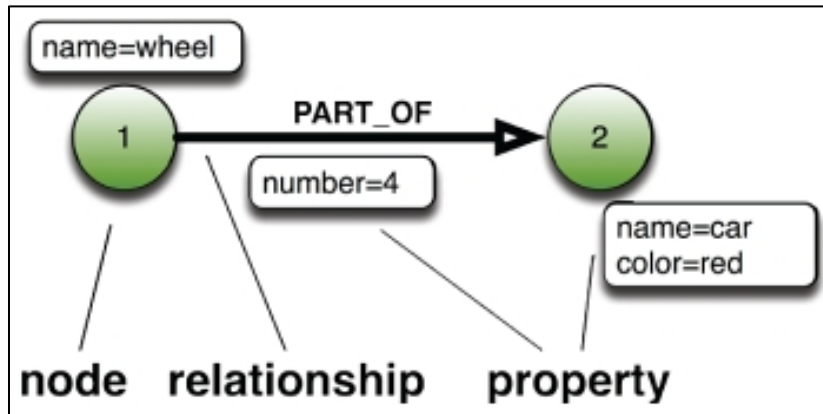 name=wheel
1
PART_OF
2
number=4
name=car
color=red
node
relationship
property